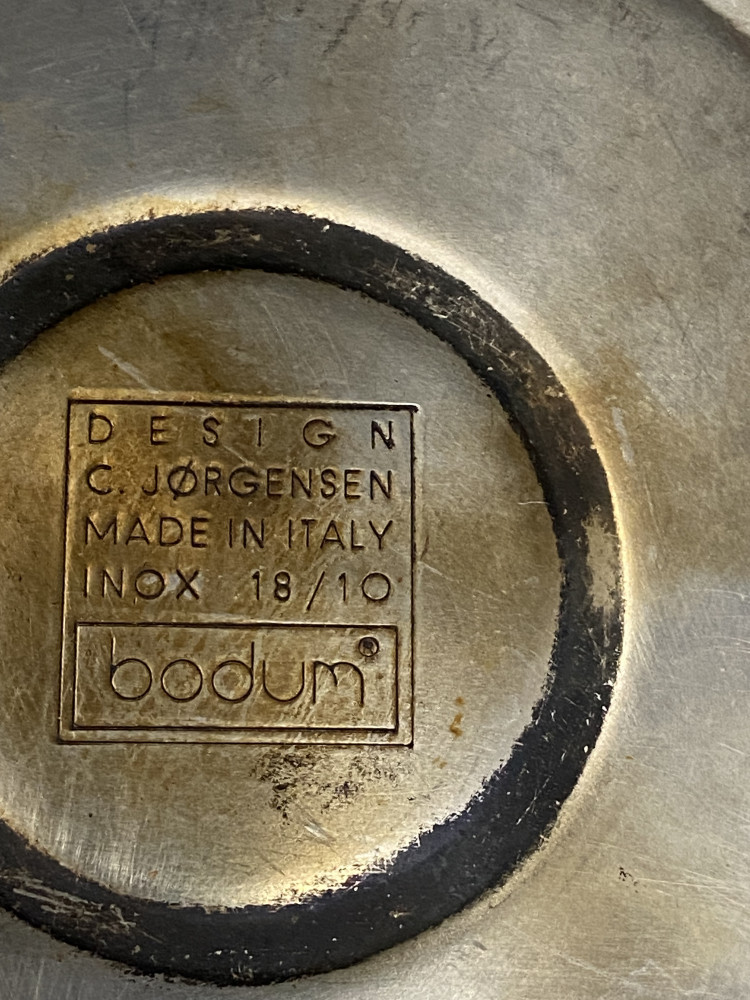 DESIGN
C. JØRGENSEN
MADE IN ITALY
INOX 18/10
bodum®